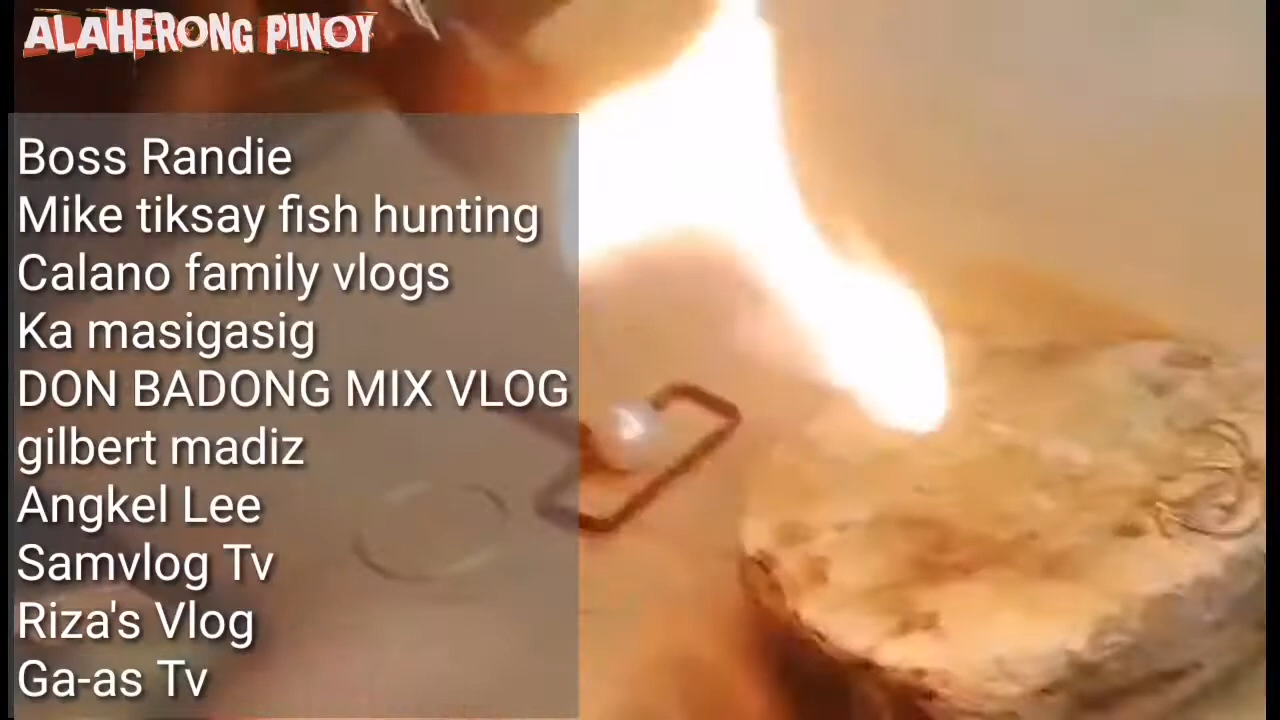 ALAHERONG PINOY
Boss Randie
Mike tiksay fish hunting
Calano family vlogs
Ka masigasig
DON BADONG MIX VLOG
gilbert madiz
Angkel Lee
Samvlog Tv
Riza's Vlog
Ga-as Tv